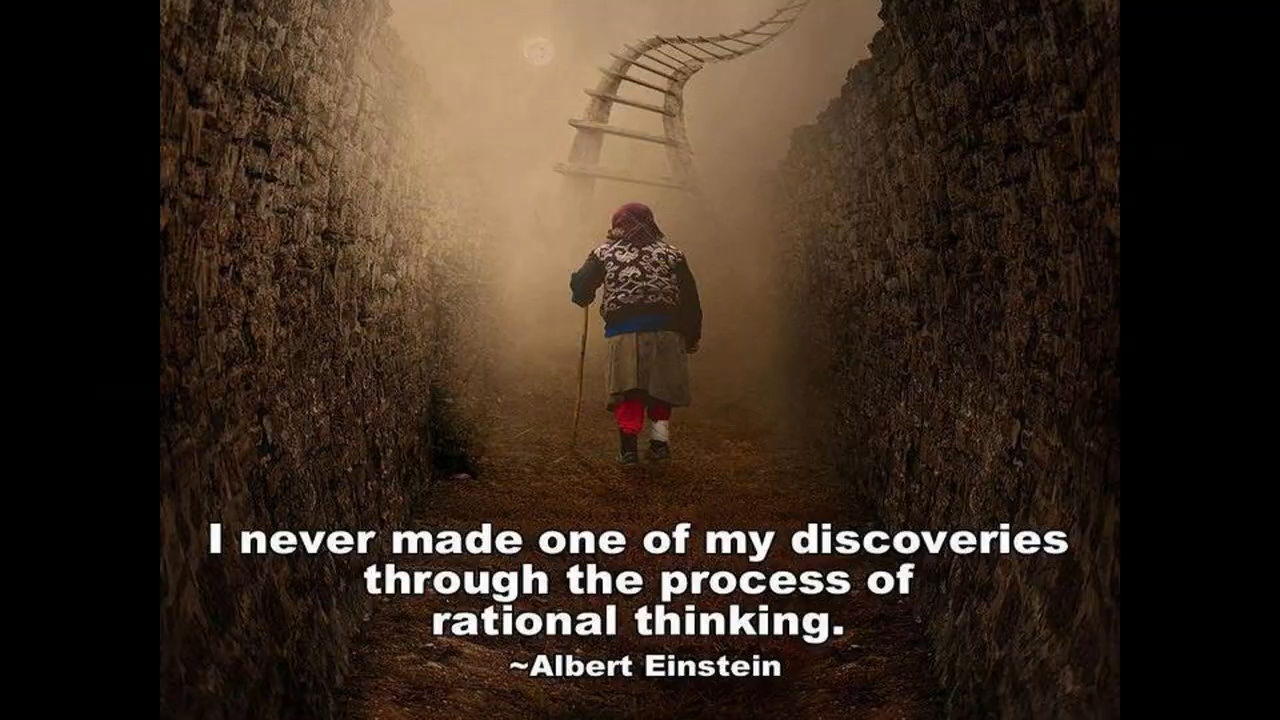 I never made one of my discoveries
through the process of
rational thinking.
~Albert Einstein